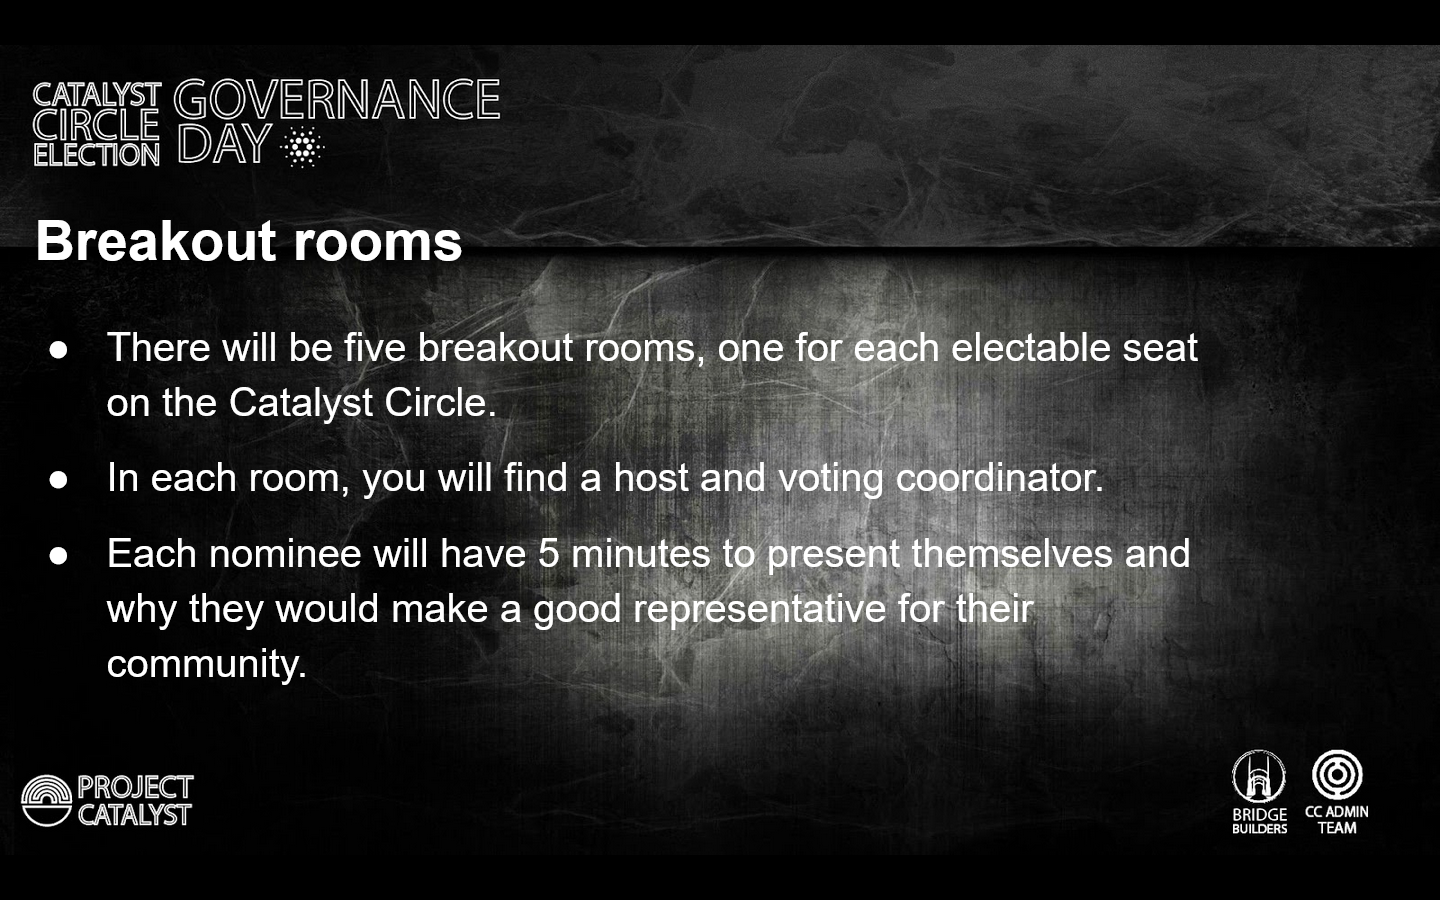 CATALYST
CIRCLE
ELECTION
GOVERNANCE
DAY
Breakout rooms
● There will be five breakout rooms, one for each electable seat
on the Catalyst Circle.
● In each room, you will find a host and voting coordinator.
● Each nominee will have 5 minutes to present themselves and
why they would make a good representative for their
community.
PROJECT
CATALYST
BRIDGE
BUILDERS
CC ADMIN
TEAM